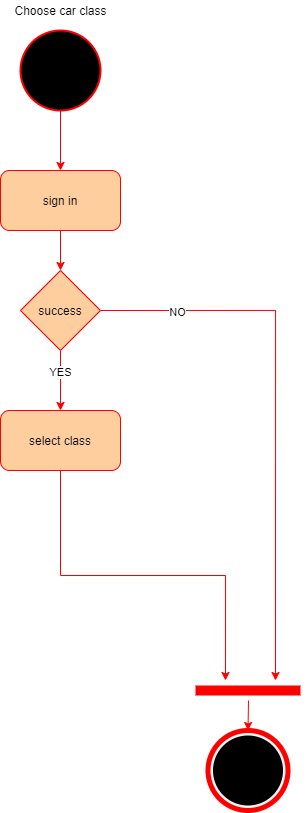 Choose car class
sign in
success
NO
YES
select class